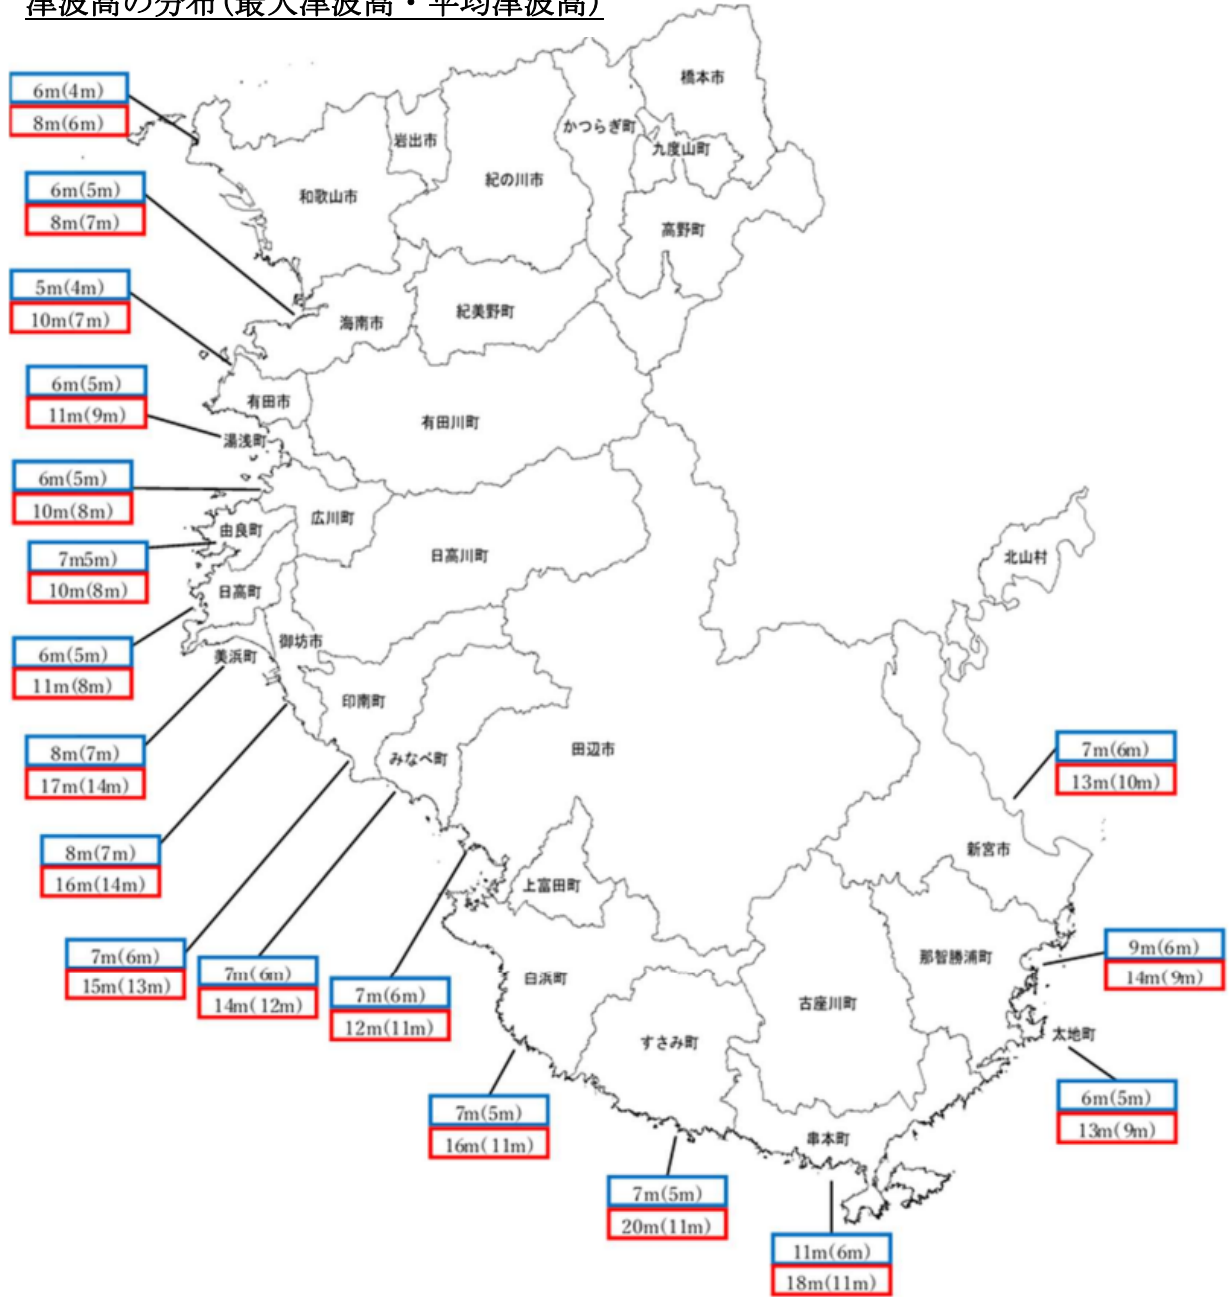 津波高の分布(最大津波高・平均津波高)
橋本市
6m(4m)
8m(6m)
岩出市
かつらぎ町
九度山町
紀の川市
和歌山市
6m(5m)
8m(7m)
高野町
5m(4m)
10m(7m)
海南市
紀美野町
6m(5m)
11m(9m)
有田市
有田川町
湯浅町
6m(5m)
10m(8m)
広川町
由良町
7m5m)
10m(8m)
日高川町
北山村
日高町
6m(5m)
11m(8m)
御坊市
美浜町
印南町
8m(7m)
17m(14m)
みなべ町
田辺市
7m(6m)
13m(10m)
8m(7m)
16m(14m)
新宮市
上富田町
7m(6m)
15m(13m)
7m(6m)
14m(12m)
7m(6m)
12m(11m)
白浜町
那智勝浦町
9m(6m)
14m(9m)
古座川町
すさみ町
太地町
7m(5m)
16m(11m)
6m(5m)
13m(9m)
串本町
7m(5m)
20m(11m)
11m(6m)
18m(11m)